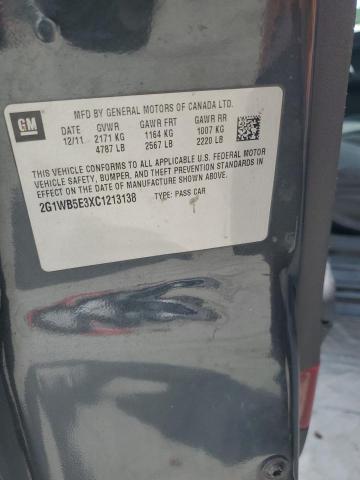 GM
MFD BY GENERAL MOTORS OF CANADA LTD.
DATE GVWR GAWR FRT GAWR RR
12/11 2171 KG 1164 KG 1007 KG
4787 LB 2567 LB 2220 LB
THIS VEHICLE CONFORMS TO ALL APPLICABLE U.S. FEDERAL MOTOR
VEHICLE SAFETY, BUMPER, AND THEFT PREVENTION STANDARDS IN
EFFECT ON THE DATE OF MANUFACTURE SHOWN ABOVE.
2G1WB5E3XC1213138 TYPE: PASS CAR